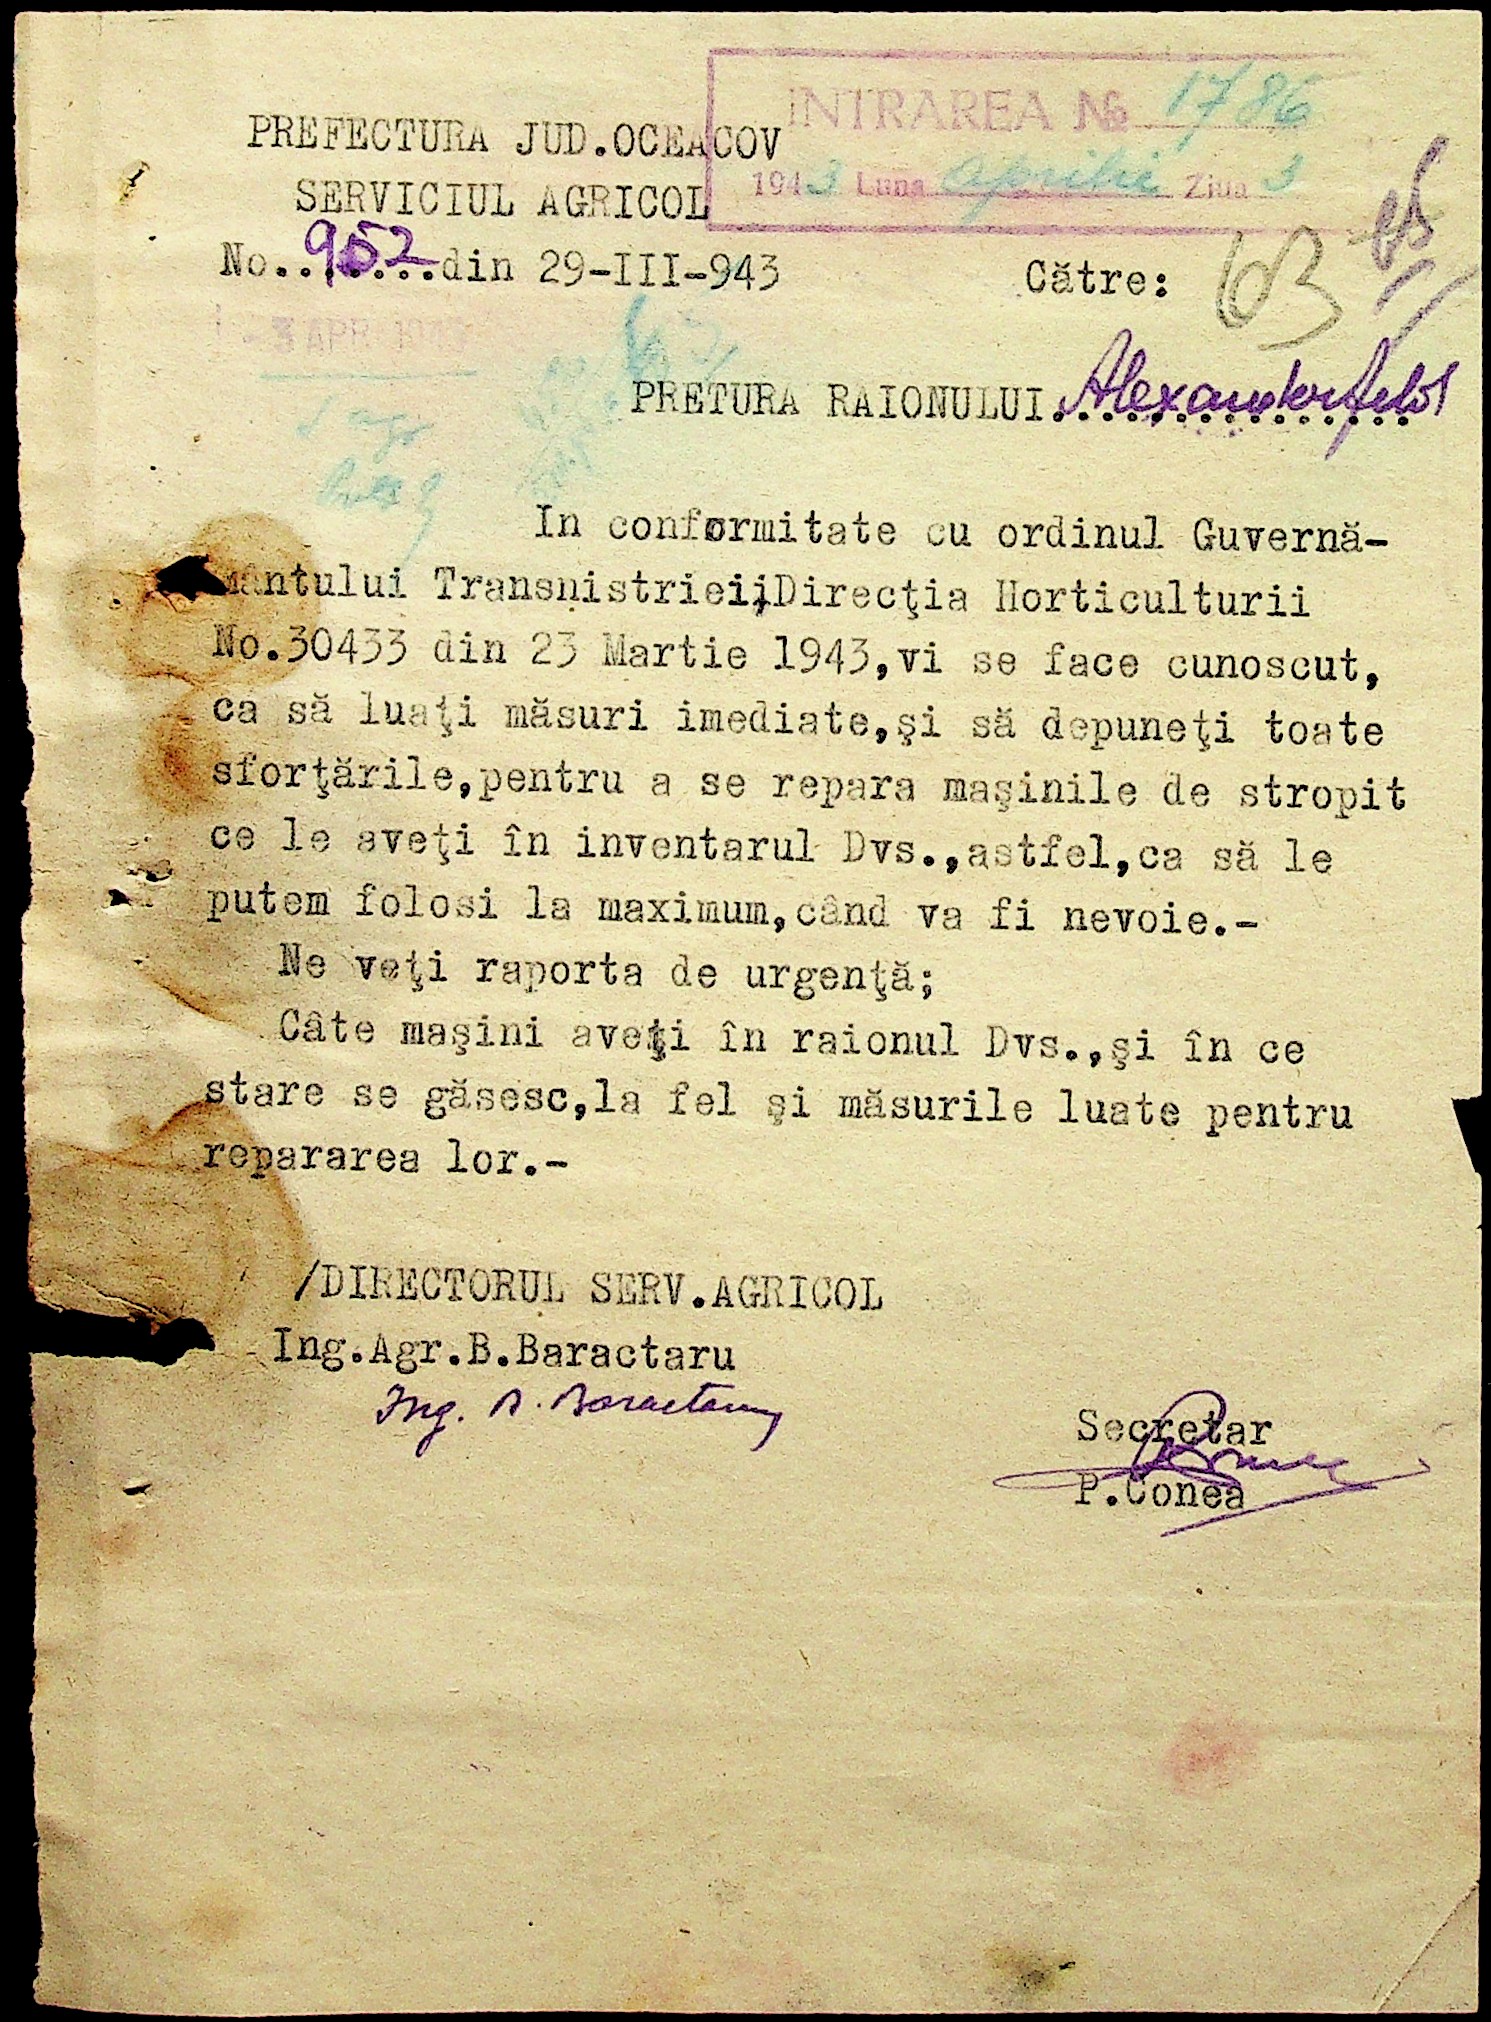 INTRAREA № 1786
1943 Luna Aprilie Ziua 3
PREFECTURA JUD.OCEACOV
SERVICIUL AGRICOL
No.952.din 29-III-943
Către:
63
- 3 APR 1943
PRETURA RAIONULUI Alexanderfeld
In conformitate cu ordinul Guvernă-
mântului Transnistriei;Direcţia Horticulturii
No.30433 din 23 Martie 1943,vi se face cunoscut,
ca să luaţi măsuri imediate,şi să depuneţi toate
sforţările,pentru a se repara maşinile de stropit
ce le aveţi în inventarul Dvs.,astfel,ca să le
putem folosi la maximum,când va fi nevoie.-
Ne veţi raporta de urgenţă;
Câte maşini aveţi în raionul Dvs.,şi în ce
stare se găsesc,la fel şi măsurile luate pentru
repararea lor.-
/DIRECTORUL SERV.AGRICOL
Ing.Agr.B.Baractaru
Ing. B. Baractaru
Secretar
P.Conea